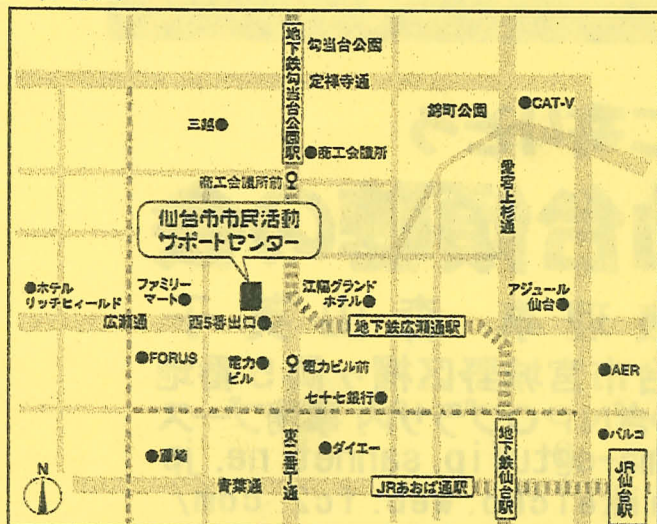 地下鉄勾当台公園駅
勾当台公園
定禅寺通
錦町公園
●CAT-V
三越●
●商工会議所
商工会議所前
愛宮上杉通
仙台市市民活動
サポートセンター
●ホテル
リッチヒィールド
ファミリー
マート●
江陽グランド
ホテル●
アジュール
仙台●
広瀬通
西5番出口●
地下鉄広瀬通駅
●FORUS
電力●
ビル
電力ビル前
●AER
七十七銀行●
●藤崎
東二番丁通
●ダイエー
地下鉄仙台駅
●パルコ
N
青葉通
JRあおば通駅
JR仙台駅